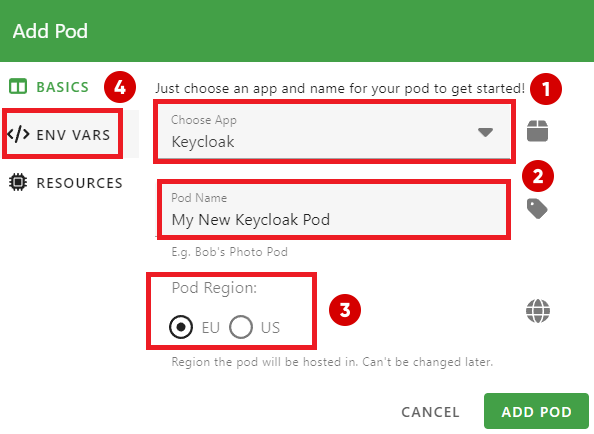 Add Pod
BASICS
4
Just choose an app and name for your pod to get started!
1
Choose App
Keycloak
</> ENV VARS
RESOURCES
2
Pod Name
My New Keycloak Pod
E.g. Bob's Photo Pod
Pod Region:
EU
US
3
Region the pod will be hosted in. Can't be changed later.
CANCEL
ADD POD